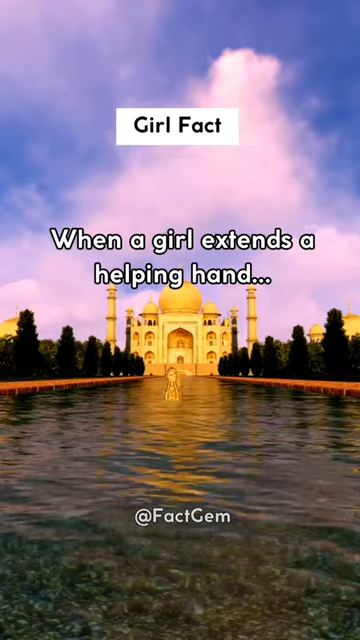 Girl Fact
When a girl extends a
helping hand...
@FactGem